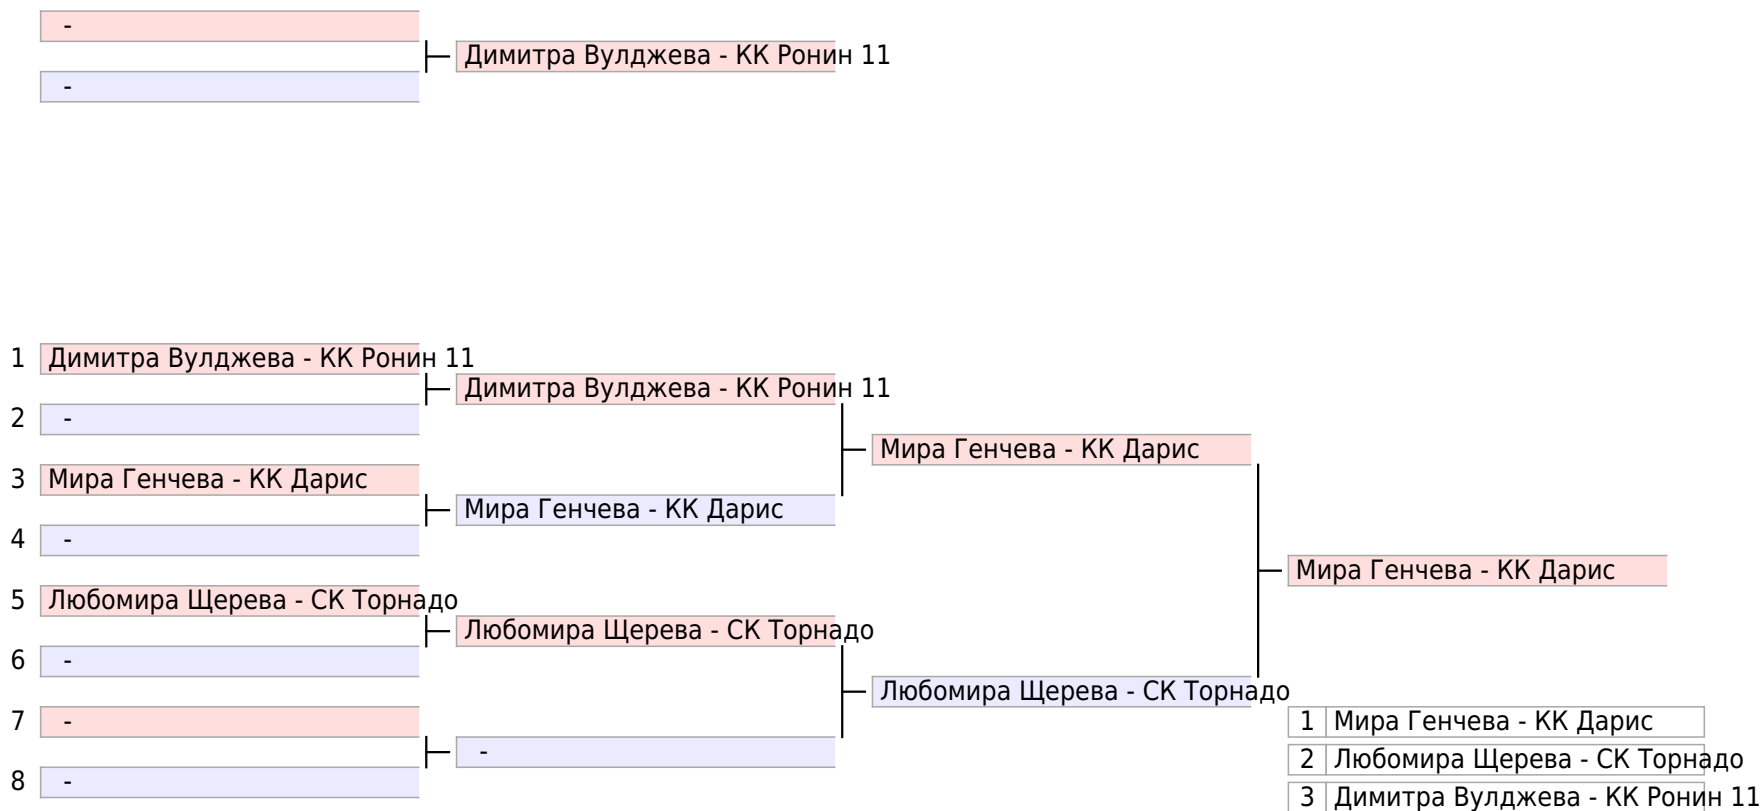 -
Димитра Вулджева - КК Ронин 11
-
1 Димитра Вулджева - КК Ронин 11
Димитра Вулджева - КК Ронин 11
2 -
Мира Генчева - КК Дарис
3 Мира Генчева - КК Дарис
Мира Генчева - КК Дарис
4 -
Мира Генчева - КК Дарис
5 Любомира Щерева - СК Торнадо
Любомира Щерева - СК Торнадо
6 -
Любомира Щерева - СК Торнадо
7 -
1 Мира Генчева - КК Дарис
-
2 Любомира Щерева - СК Торнадо
8 -
3 Димитра Вулджева - КК Ронин 11